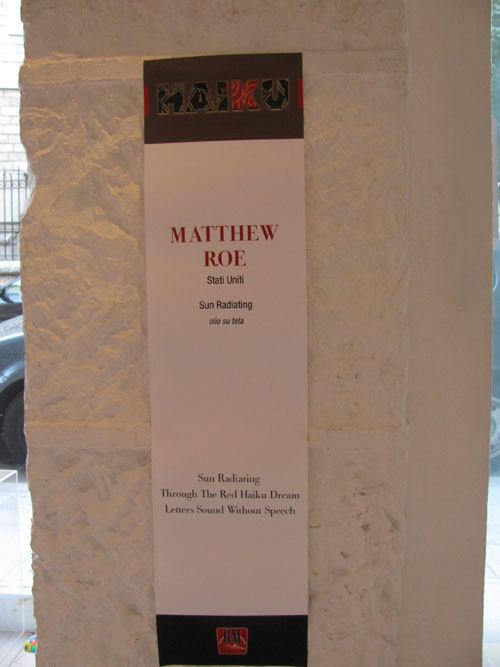 HAIKU
MATTHEW
ROE
Stati Uniti
Sun Radiating
olio su tela
Sun Radiating
Through The Red Haiku Dream
Letters Sound Without Speech